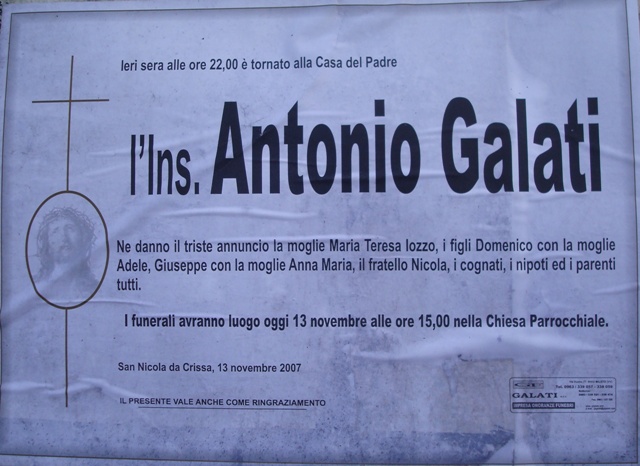 Ieri sera alle ore 22,00 è tornato alla Casa del Padre
l'Ins. Antonio Galati
Ne danno il triste annuncio la moglie Maria Teresa Iozzo, i figli Domenico con la moglie
Adele, Giuseppe con la moglie Anna Maria, il fratello Nicola, i cognati, i nipoti ed i parenti
tutti.
I funerali avranno luogo oggi 13 novembre alle ore 15,00 nella Chiesa Parrocchiale.
San Nicola da Crissa, 13 novembre 2007
IL PRESENTE VALE ANCHE COME RINGRAZIAMENTO
GALATI
IMPRESA ONORANZE FUNEBRI